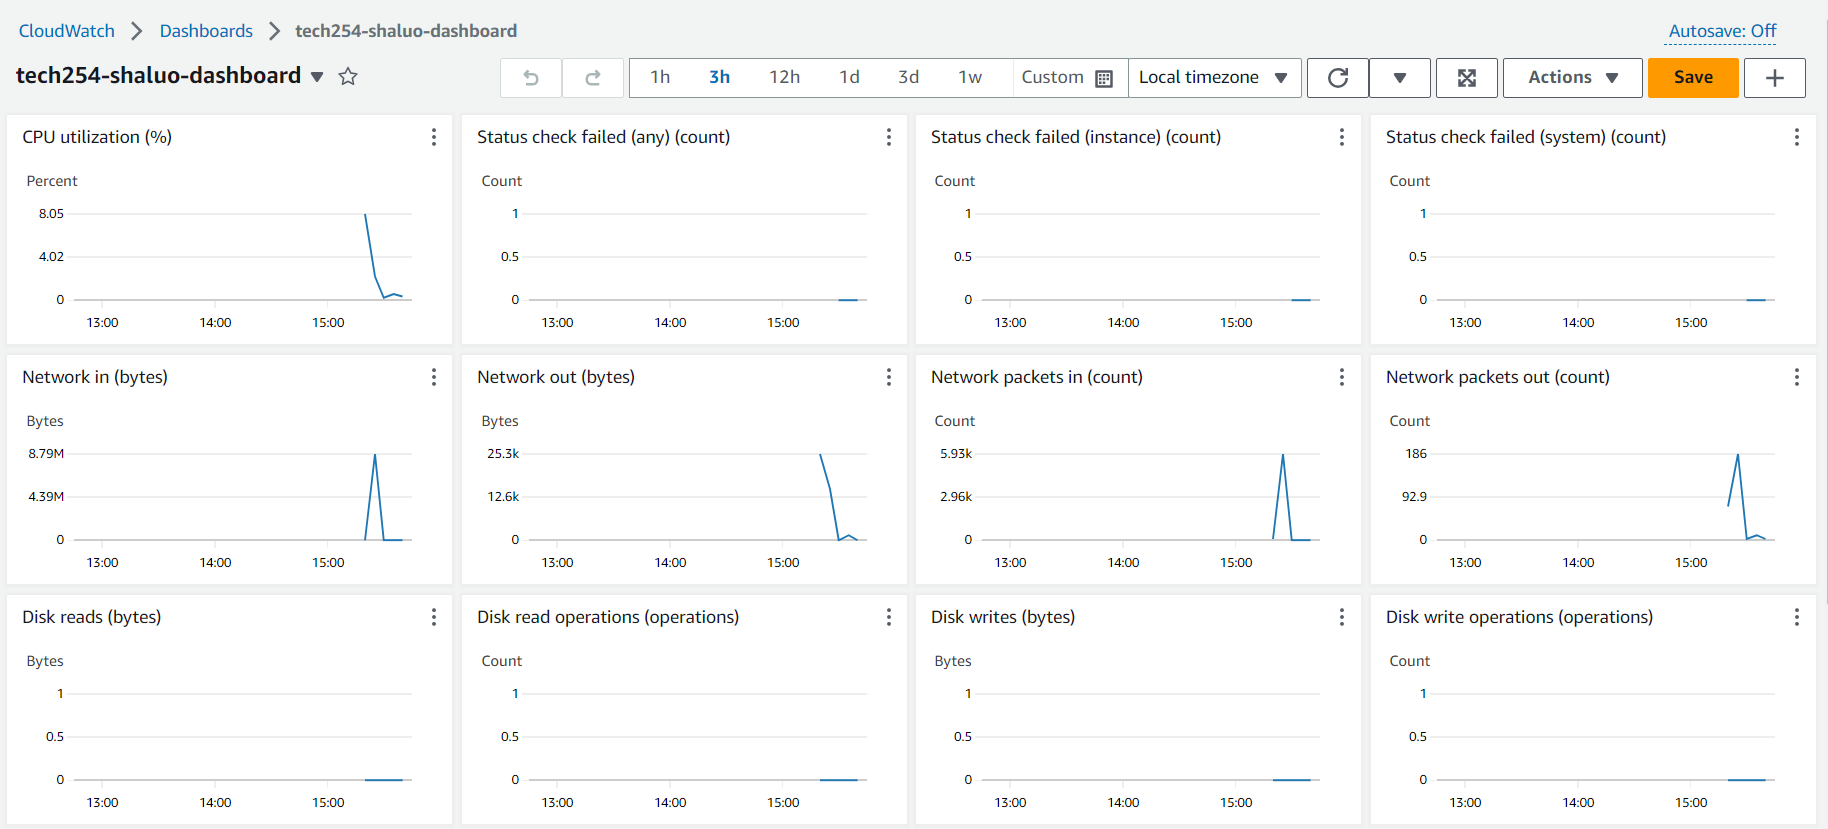 CloudWatch > Dashboards > tech254-shaluo-dashboard
Autosave: Off
tech254-shaluo-dashboard
1h 3h 12h 1d 3d 1w Custom Local timezone Actions Save
CPU utilization (%)
Percent
8.05
4.02
0
13:00 14:00 15:00
Status check failed (any) (count)
Count
1
0.5
0
13:00 14:00 15:00
Status check failed (instance) (count)
Count
1
0.5
0
13:00 14:00 15:00
Status check failed (system) (count)
Count
1
0.5
0
13:00 14:00 15:00
Network in (bytes)
Bytes
8.79M
4.39M
0
13:00 14:00 15:00
Network out (bytes)
Bytes
25.3k
12.6k
0
13:00 14:00 15:00
Network packets in (count)
Count
5.93k
2.96k
0
13:00 14:00 15:00
Network packets out (count)
Count
186
92.9
0
13:00 14:00 15:00
Disk reads (bytes)
Bytes
1
0.5
0
13:00 14:00 15:00
Disk read operations (operations)
Count
1
0.5
0
13:00 14:00 15:00
Disk writes (bytes)
Bytes
1
0.5
0
13:00 14:00 15:00
Disk write operations (operations)
Count
1
0.5
0
13:00 14:00 15:00